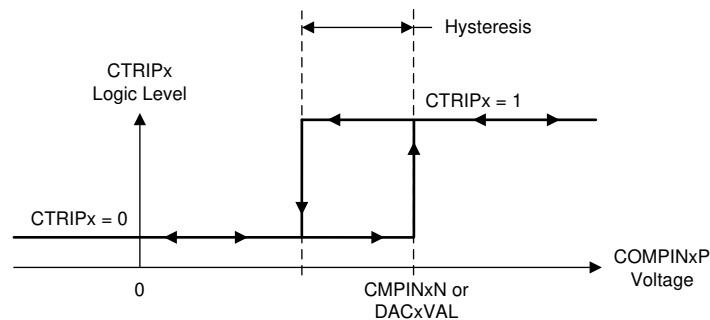 Hysteresis
CTRIPx
Logic Level
CTRIPx = 1
CTRIPx = 0
COMPINxP
Voltage
0
CMPINxN or
DACxVAL